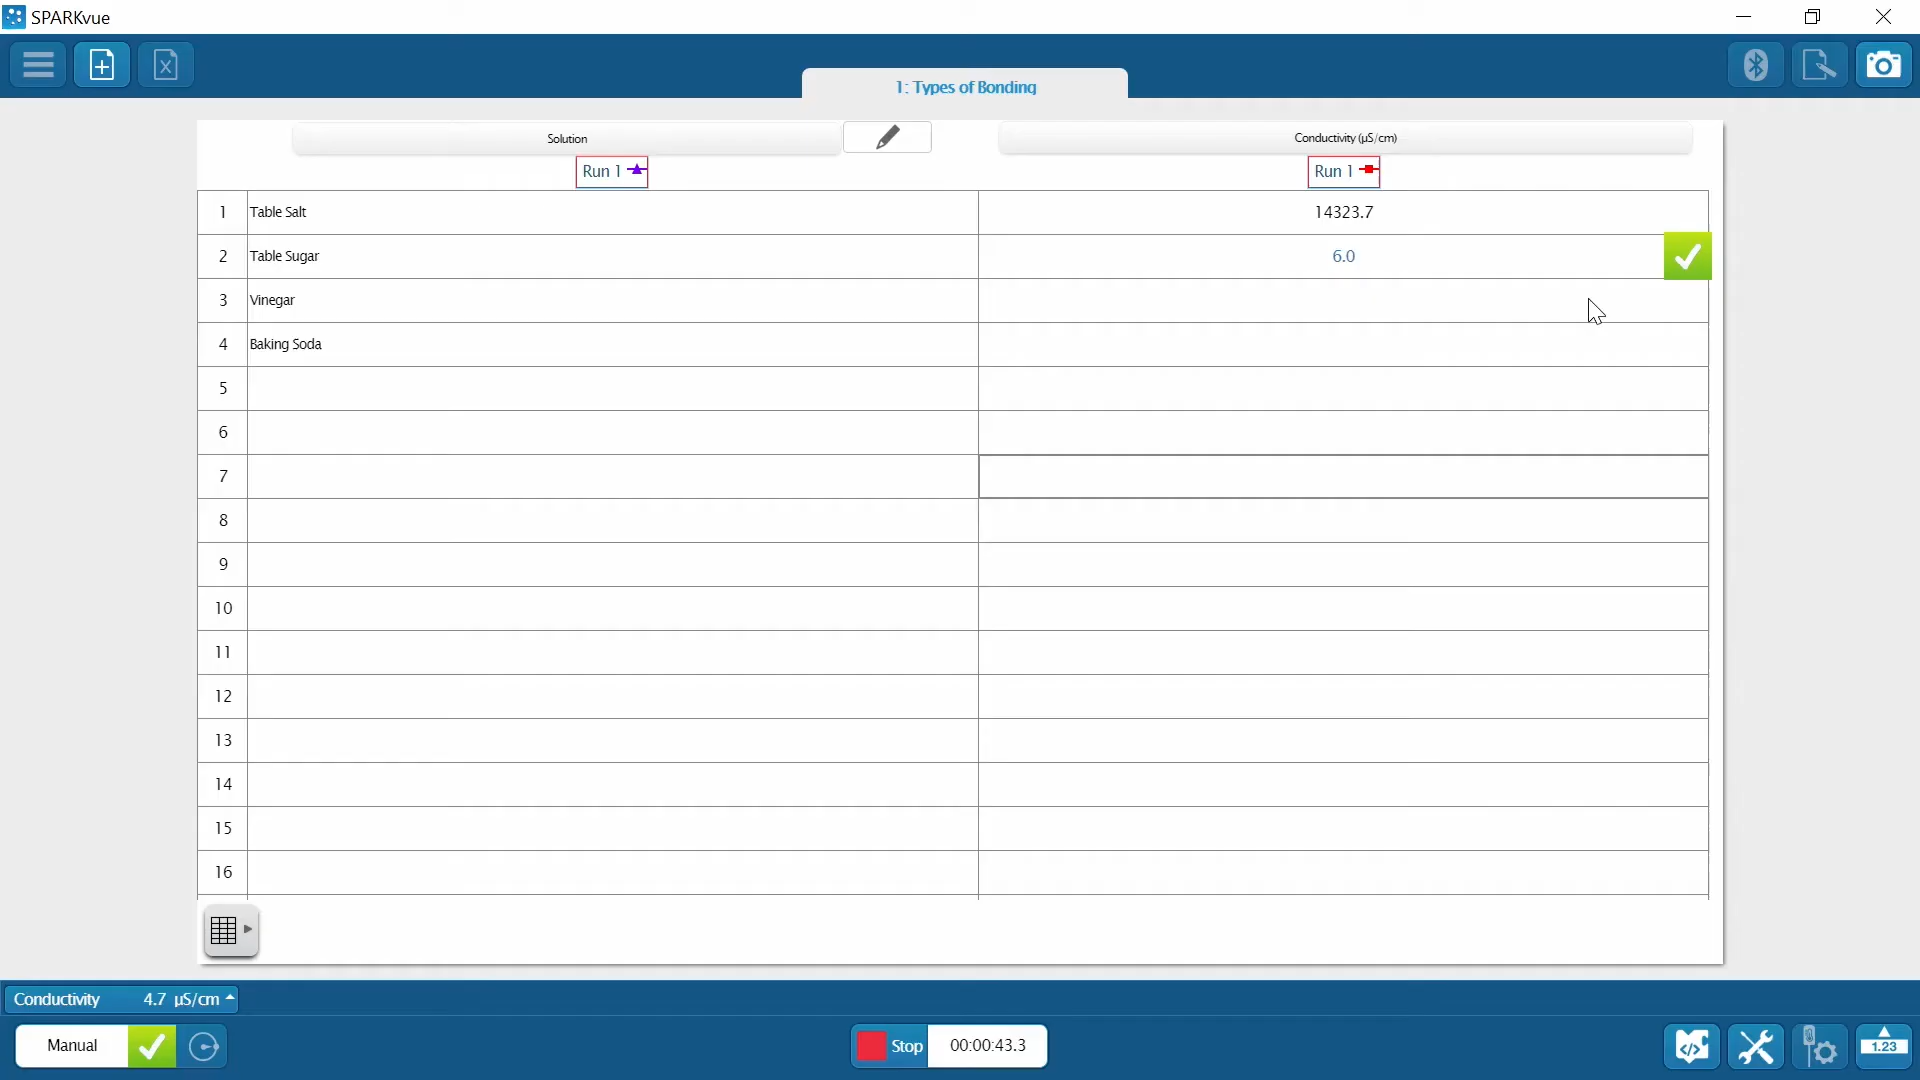 SPARKvue
1: Types of Bonding
Solution
Conductivity (µS/cm)
Run 1
Run 1
1 Table Salt 14323.7
2 Table Sugar 6.0
3 Vinegar
4 Baking Soda
5
6
7
8
9
10
11
12
13
14
15
16
Conductivity 4.7 µS/cm
Manual
Stop 00:00:43.3
1.23